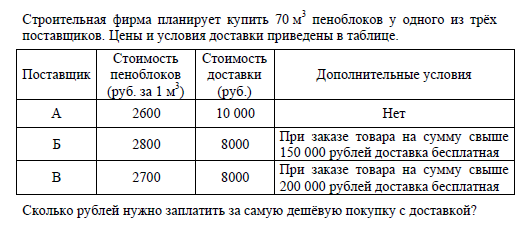 Строительная фирма планирует купить 70 м³ пеноблоков у одного из трёх
поставщиков. Цены и условия доставки приведены в таблице.
Поставщик
Стоимость
пеноблоков
(руб. за 1 м³)
Стоимость
доставки
(руб.)
Дополнительные условия
А 2600 10 000 Нет
Б 2800 8000 При заказе товара на сумму свыше
150 000 рублей доставка бесплатная
В 2700 8000 При заказе товара на сумму свыше
200 000 рублей доставка бесплатная
Сколько рублей нужно заплатить за самую дешёвую покупку с доставкой?